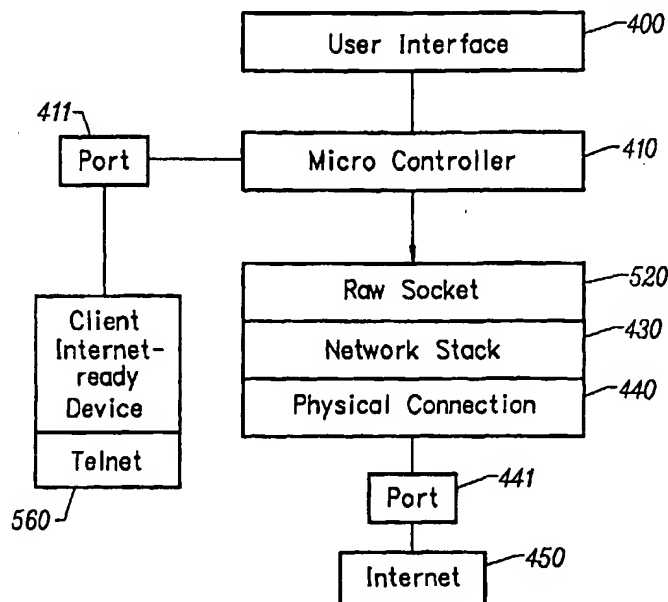 User Interface
400
411
Port
Micro Controller
410
Raw Socket
520
Client
Internet-
ready
Device
Network Stack
430
Physical Connection
440
Telnet
560
Port
441
Internet
450